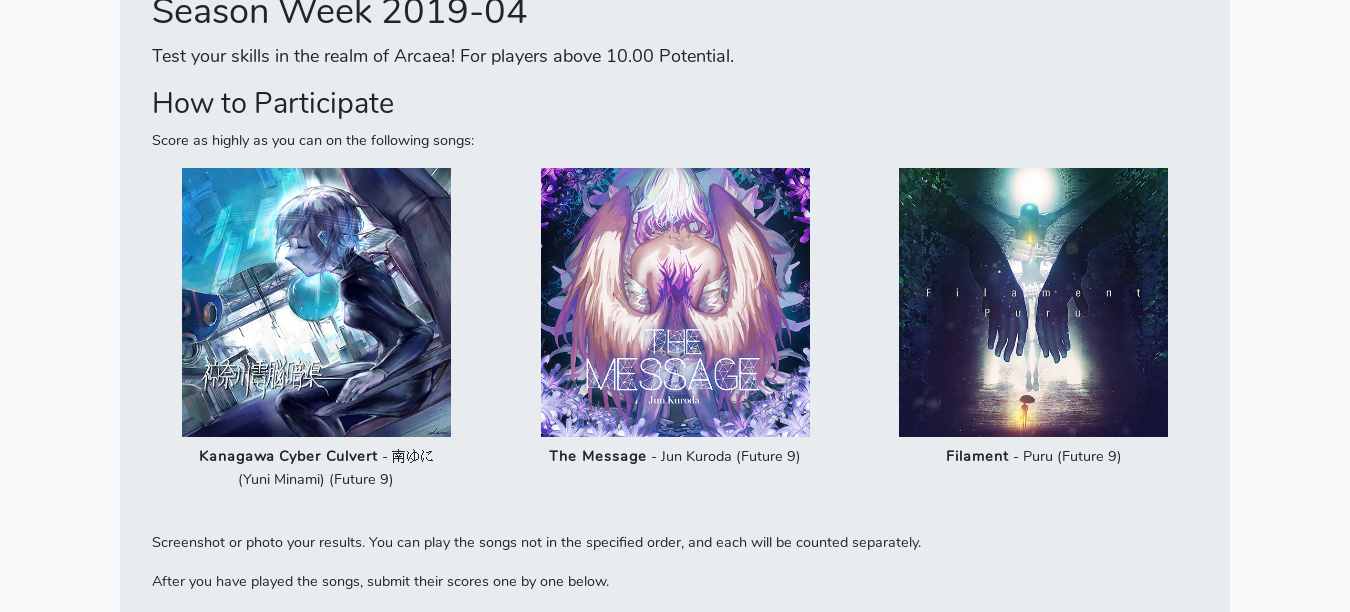 Season Week 2019-04
Test your skills in the realm of Arcaea! For players above 10.00 Potential.
How to Participate
Score as highly as you can on the following songs:
神奈川電脳暗渠
THE
MESSAGE
Jun Kuroda
Filament
Puru
Kanagawa Cyber Culvert - 南ゆに
(Yuni Minami) (Future 9)
The Message - Jun Kuroda (Future 9)
Filament - Puru (Future 9)
Screenshot or photo your results. You can play the songs not in the specified order, and each will be counted separately.
After you have played the songs, submit their scores one by one below.